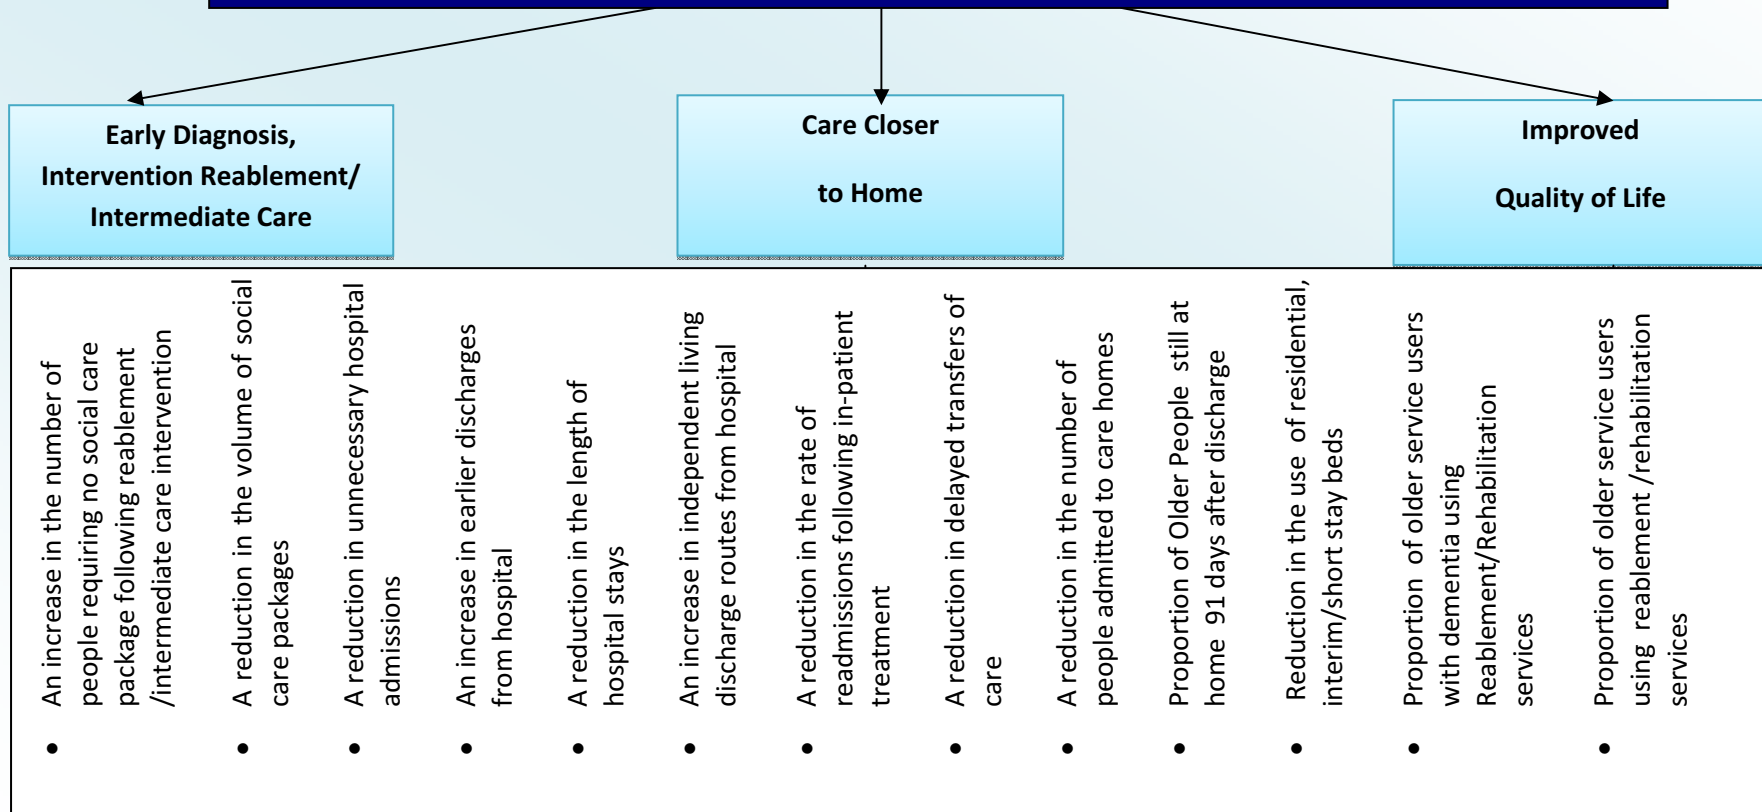 Early Diagnosis,
Intervention Reablement/
Intermediate Care
Care Closer
to Home
Improved
Quality of Life
• An increase in the number of
people requiring no social care
package following reablement
/intermediate care intervention
• A reduction in the volume of social
care packages
• A reduction in unnecessary hospital
admissions
• An increase in earlier discharges
from hospital
• A reduction in the length of
hospital stays
• An increase in independent living
discharge routes from hospital
• A reduction in the rate of
readmissions following in-patient
treatment
• A reduction in delayed transfers of
care
• A reduction in the number of
people admitted to care homes
• Proportion of Older People still at
home 91 days after discharge
• Reduction in the use of residential,
interim/short stay beds
• Proportion of older service users
with dementia using
Reablement/Rehabilitation
services
• Proportion of older service users
using reablement /rehabilitation
services